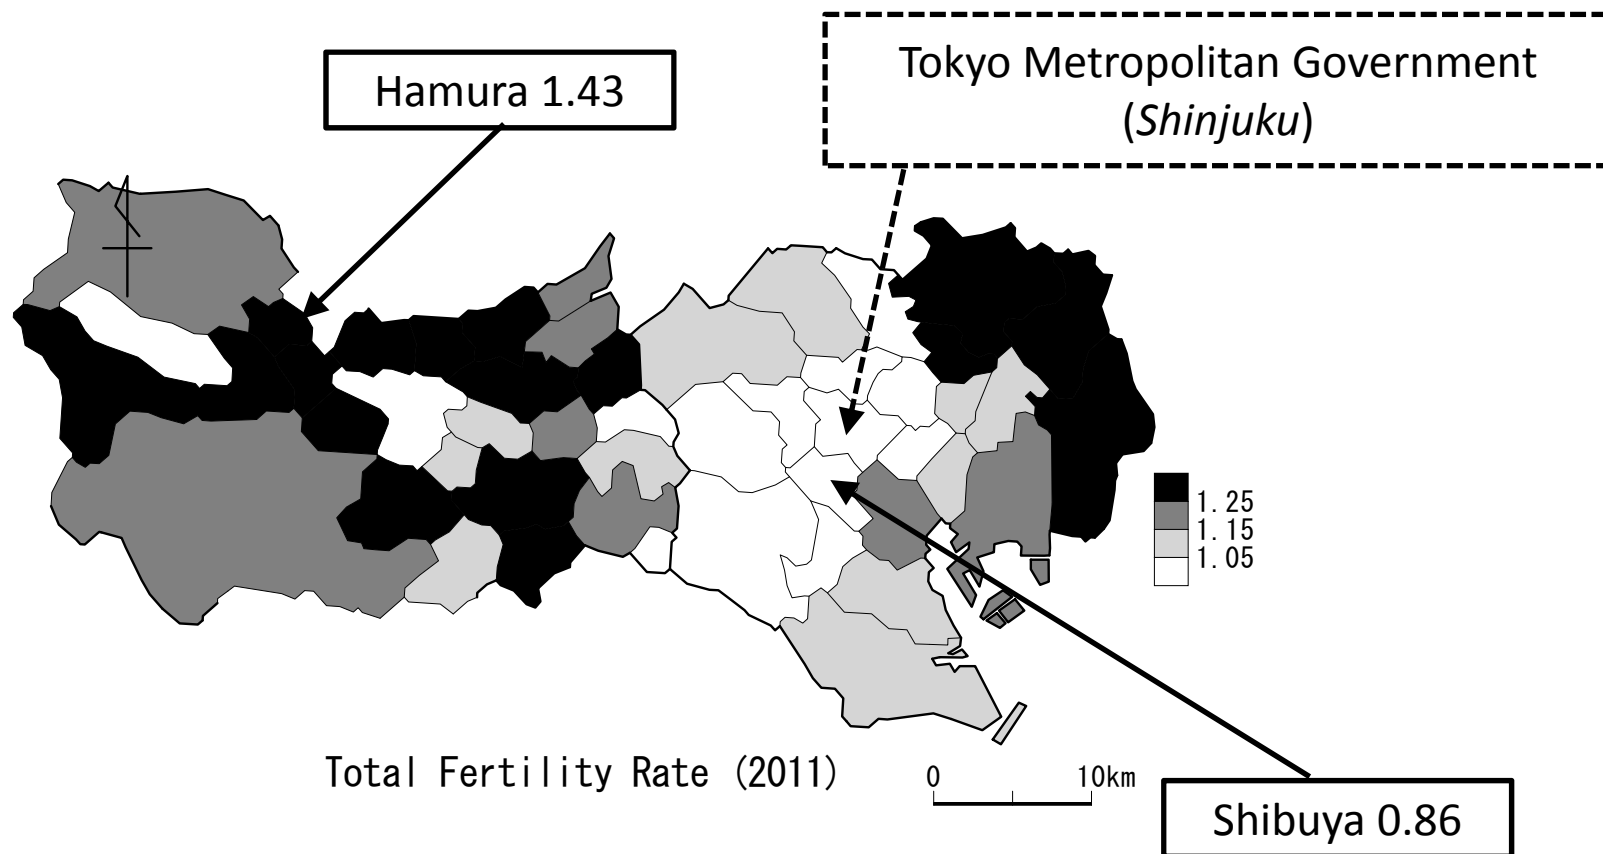 Hamura 1.43
Tokyo Metropolitan Government
(Shinjuku)
1.25
1.15
1.05
Total Fertility Rate (2011)
0 10km
Shibuya 0.86